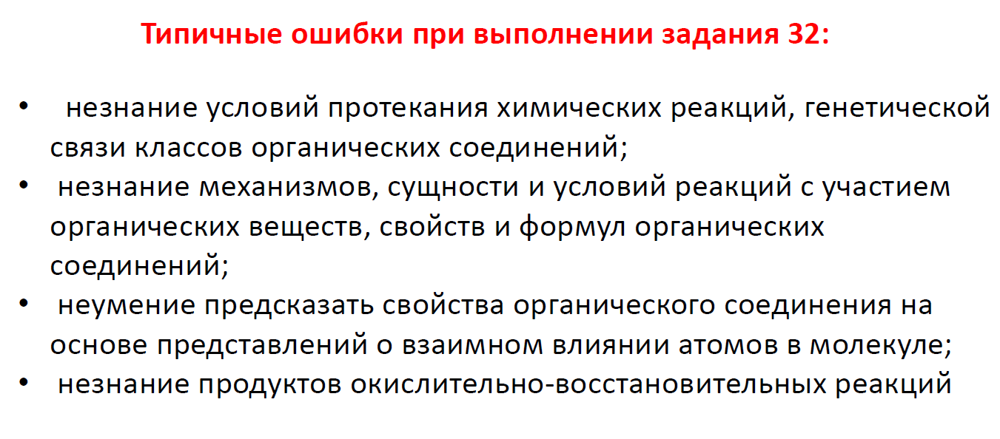 Типичные ошибки при выполнении задания 32:
• незнание условий протекания химических реакций, генетической
связи классов органических соединений;
• незнание механизмов, сущности и условий реакций с участием
органических веществ, свойств и формул органических
соединений;
• неумение предсказать свойства органического соединения на
основе представлений о взаимном влиянии атомов в молекуле;
• незнание продуктов окислительно-восстановительных реакций